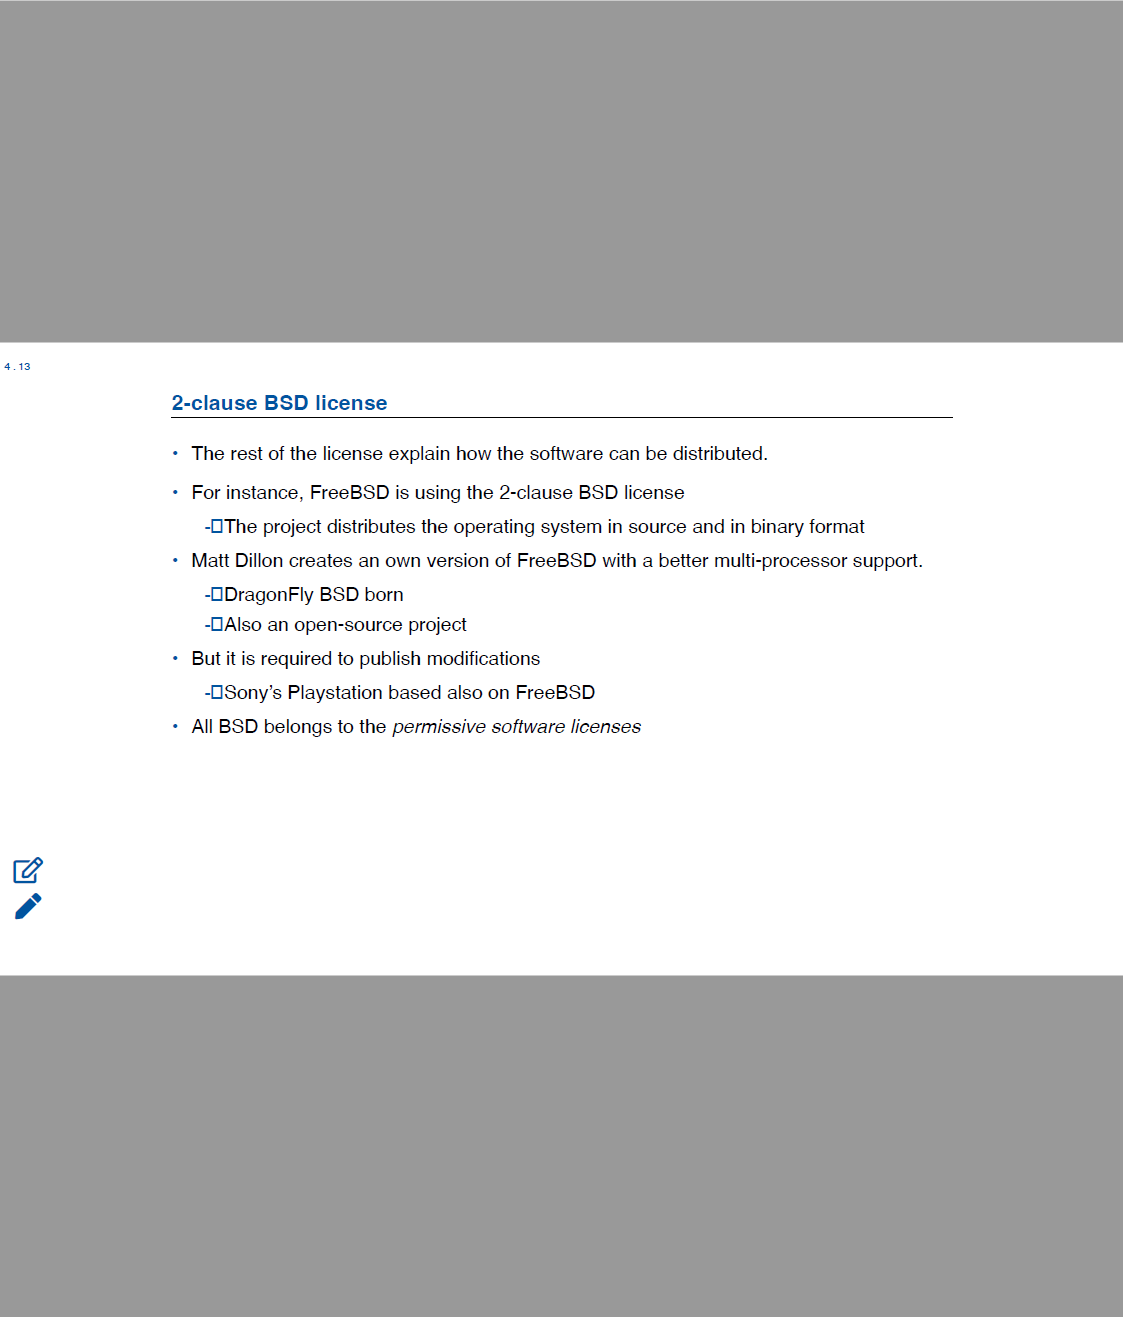 4 . 13
2-clause BSD license
• The rest of the license explain how the software can be distributed.
• For instance, FreeBSD is using the 2-clause BSD license
-□The project distributes the operating system in source and in binary format
• Matt Dillon creates an own version of FreeBSD with a better multi-processor support.
-□DragonFly BSD born
-□Also an open-source project
• But it is required to publish modifications
-□Sony’s Playstation based also on FreeBSD
• All BSD belongs to the permissive software licenses